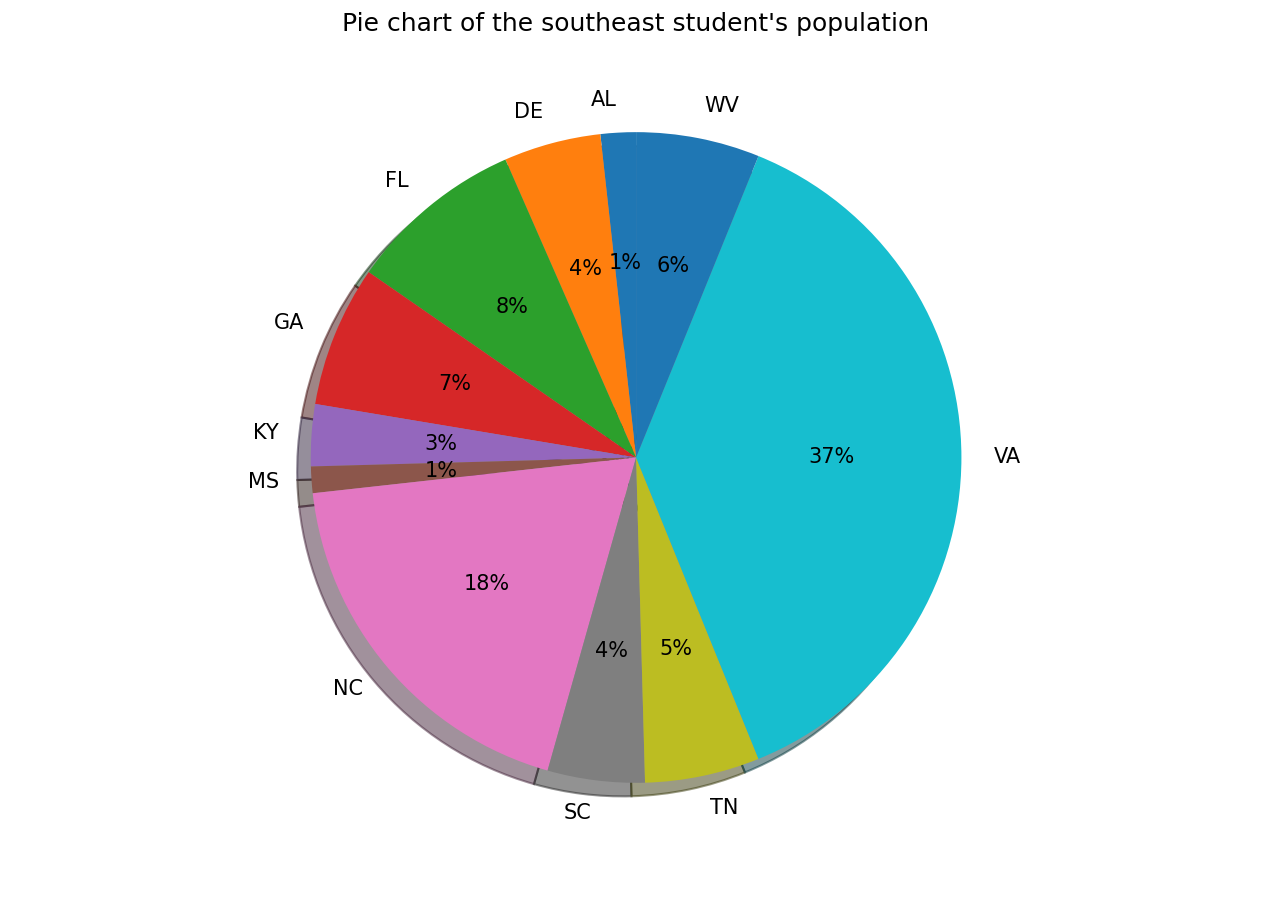 Pie chart of the southeast student's population
AL
WV
DE
FL
4%
1%
6%
8%
GA
7%
KY
3%
37%
VA
MS
1%
18%
4%
5%
NC
SC
TN